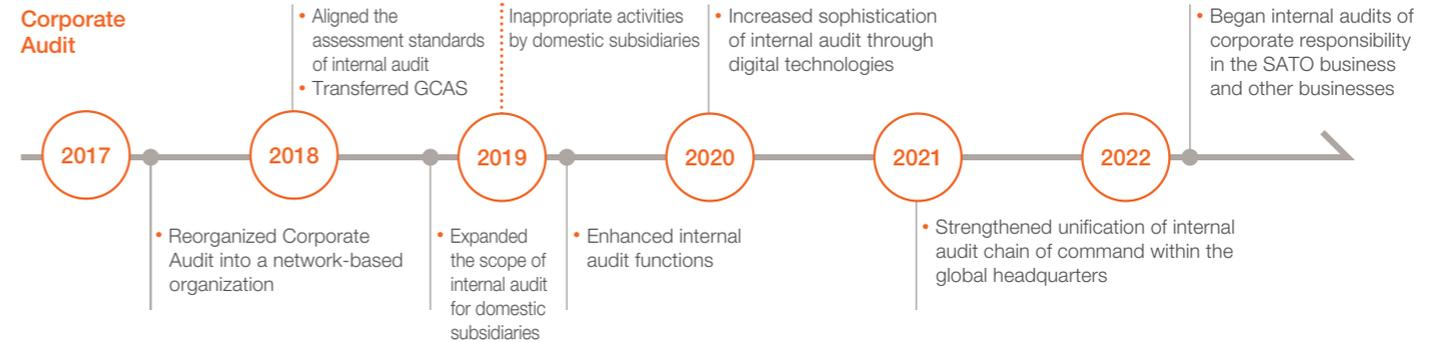 Corporate
Audit
• Aligned the
assessment standards
of internal audit
• Transferred GCAS
Inappropriate activities
by domestic subsidiaries
• Increased sophistication
of internal audit through
digital technologies
• Began internal audits of
corporate responsibility
in the SATO business
and other businesses
2017
2018
2019
2020
2021
2022
• Reorganized Corporate
Audit into a network-based
organization
• Expanded
the scope of
internal audit
for domestic
subsidiaries
• Enhanced internal
audit functions
• Strengthened unification of internal
audit chain of command within the
global headquarters